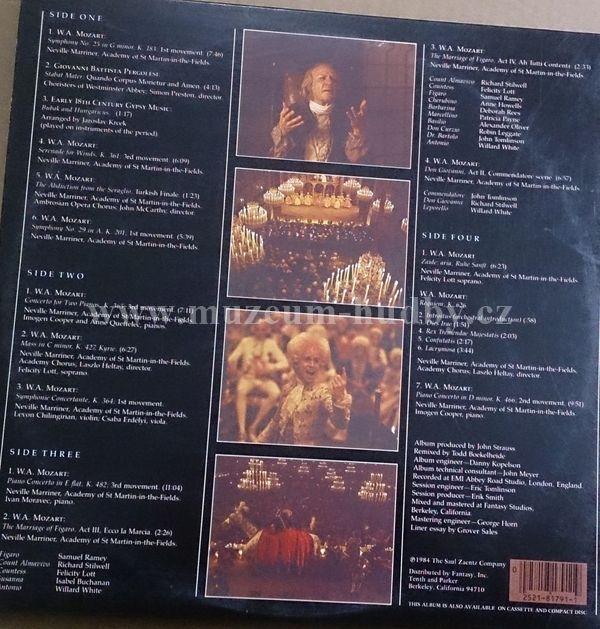 SIDE ONE
1. W.A. MOZART:
Symphony No. 25 in G minor, K. 183; 1st movement. (7:46)
Neville Marriner, Academy of St Martin-in-the-Fields.
2. GIOVANNI BATTISTA PERGOLESI:
Stabat Mater: Quando Corpus Morietur and Amen. (4:13)
Choristers of Westminster Abbey; Simon Preston, director.
3. EARLY 18TH CENTURY GYPSY MUSIC:
Bubak and Hungaricus. (1:17)
Arranged by Jaroslav Krcek
(played on instruments of the period)
4. W.A. MOZART:
Serenade for Winds, K. 361; 3rd movement. (6:09)
Neville Marriner, Academy of St Martin-in-the-Fields.
5. W.A. MOZART:
The Abduction from the Seraglio, Turkish Finale. (1:23)
Neville Marriner, Academy of St Martin-in-the-Fields.
Ambrosian Opera Chorus; John McCarthy, director.
6. W.A. MOZART:
Symphony No. 29 in A, K. 201; 1st movement. (5:39)
Neville Marriner, Academy of St Martin-in-the-Fields.
SIDE TWO
1. W.A. MOZART:
Concerto for Two Pianos,
Neville Marriner, Academy of St Martin-in-the-Fields.
Imogen Cooper and Anne Queffelec, pianos.
2. W.A. MOZART:
Mass in C minor, K. 427, Kyrie. (6:27)
Neville Marriner, Academy of St Martin-in-the-Fields.
Academy Chorus; Laszlo Heltay, director.
Felicity Lott, soprano.
3. W.A. MOZART:
Symphonie Concertante, K. 364; 1st movement.
Neville Marriner, Academy of St Martin-in-the-Fields.
Levon Chilingirian, violin; Csaba Erdélyi, viola.
SIDE THREE
1. W.A. MOZART:
Piano Concerto in E flat, K. 482; 3rd movement. (11:04)
Neville Marriner, Academy of St Martin-in-the-Fields.
Ivan Moravec, piano.
2. W.A. MOZART:
The Marriage of Figaro, Act III, Ecco la Marcia. (2:26)
Neville Marriner, Academy of St Martin-in-the-Fields.
Figaro Samuel Ramey
Count Almaviva Richard Stilwell
Countess Felicity Lott
Susanna Isabel Buchanan
Antonio Willard White
3. W.A. MOZART:
The Marriage of Figaro, Act IV, Ah Tutti Contenti. (2:33)
Neville Marriner, Academy of St Martin-in-the-Fields.
Count Almaviva Richard Stilwell
Countess Felicity Lott
Figaro Samuel Ramey
Cherubino Anne Howells
Barbarina Deborah Rees
Marcellina Patricia Payne
Basilio Alexander Oliver
Don Curzio Robin Leggate
Dr. Bartolo John Tomlinson
Antonio Willard White
4. W.A. MOZART:
Don Giovanni, Act II, Commendatore scene. (6:57)
Neville Marriner, Academy of St Martin-in-the-Fields.
Commendatore John Tomlinson
Don Giovanni Richard Stilwell
Leporello Willard White
SIDE FOUR
1. W.A. MOZART
Zaide; aria, Ruhe Sanft. (6:23)
Neville Marriner, Academy of St Martin-in-the-Fields.
Felicity Lott soprano.
W.A. MOZART:
Requiem, K. 626
2. Introitus (orchestral introduction) (:58)
3. Dies Irae (1:51)
4. Rex Tremendae Majestatis (2:03)
5. Confutatis (2:17)
6. Lacrymosa (3:44)
Neville Marriner, Academy of St Martin-in-the-Fields.
Academy Chorus; Laszlo Heltay, director.
7. W.A. MOZART:
Piano Concerto in D minor, K. 466; 2nd movement. (9:51)
Neville Marriner, Academy of St Martin-in-the-Fields.
Imogen Cooper, piano.
Album produced by John Strauss
Remixed by Todd Boekelheide
Album engineer—Danny Kopelson
Album technical consultant—John Meyer
Recorded at EMI Abbey Road Studio, London, England.
Session engineer—Eric Tomlinson
Session producer—Erik Smith
Mixed and mastered at Fantasy Studios,
Berkeley, California.
Mastering engineer—George Horn
Liner essay by Grover Sales
℗1984 The Saul Zaentz Company
Distributed by Fantasy, Inc.
Tenth and Parker
Berkeley, California 94710
0 2521-81791-1
THIS ALBUM IS ALSO AVAILABLE ON CASSETTE AND COMPACT DISC
www.muzeum-hudby.cz